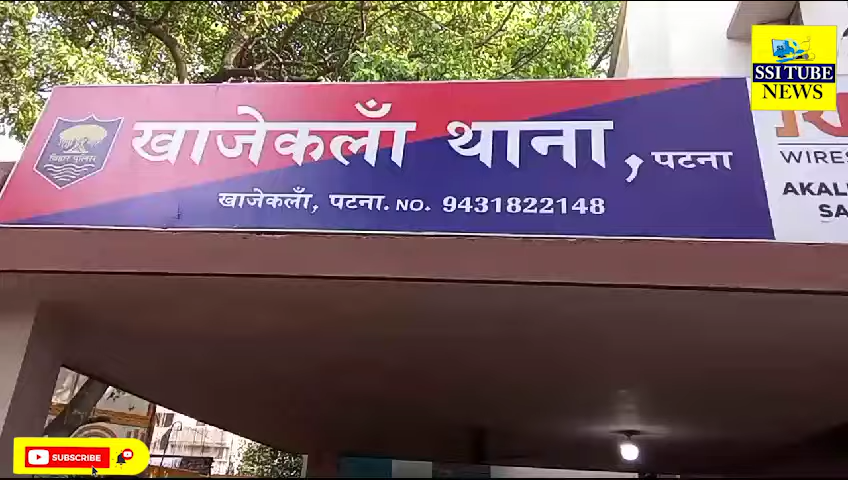 SSI TUBE
NEWS
खाजेकलाँ थाना, पटना
बिहार पुलिस
खाजेकलाँ, पटना. NO. 9431822148
WIRES
AKAL
SA
SUBSCRIBE